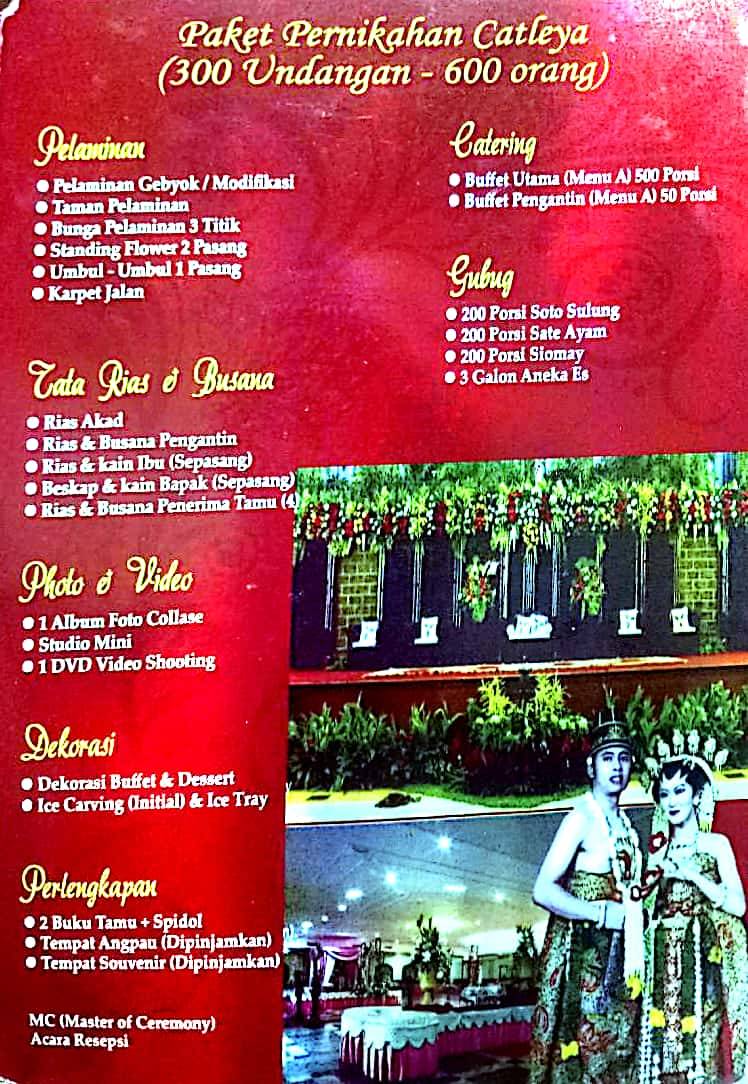 Paket Pernikahan Catleya
(300 Undangan - 600 orang)
Pelaminan
● Pelaminan Gebyok / Modifikasi
● Taman Pelaminan
● Bunga Pelaminan 3 Titik
● Standing Flower 2 Pasang
● Umbul - Umbul 1 Pasang
● Karpet Jalan
Tata Rias & Busana
● Rias Akad
● Rias & Busana Pengantin
● Rias & kain Ibu (Sepasang)
● Beskap & kain Bapak (Sepasang)
● Rias & Busana Penerima Tamu (4)
Photo & Video
● 1 Album Foto Collase
● Studio Mini
● 1 DVD Video Shooting
Dekorasi
● Dekorasi Buffet & Dessert
● Ice Carving (Initial) & Ice Tray
Perlengkapan
● 2 Buku Tamu + Spidol
● Tempat Angpau (Dipinjamkan)
● Tempat Souvenir (Dipinjamkan)
MC (Master of Ceremony)
Acara Resepsi
Catering
● Buffet Utama (Menu A) 500 Porsi
● Buffet Pengantin (Menu A) 50 Porsi
Gubug
● 200 Porsi Soto Sulung
● 200 Porsi Sate Ayam
● 200 Porsi Siomay
● 3 Galon Aneka Es